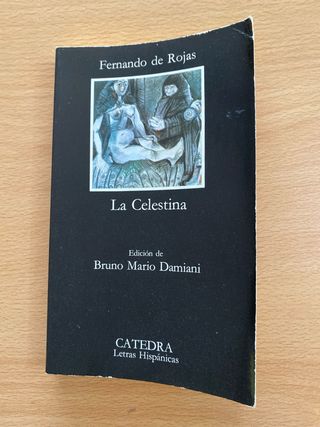 Fernando de Rojas
La Celestina
Edición de
Bruno Mario Damiani
CATEDRA
Letras Hispánicas